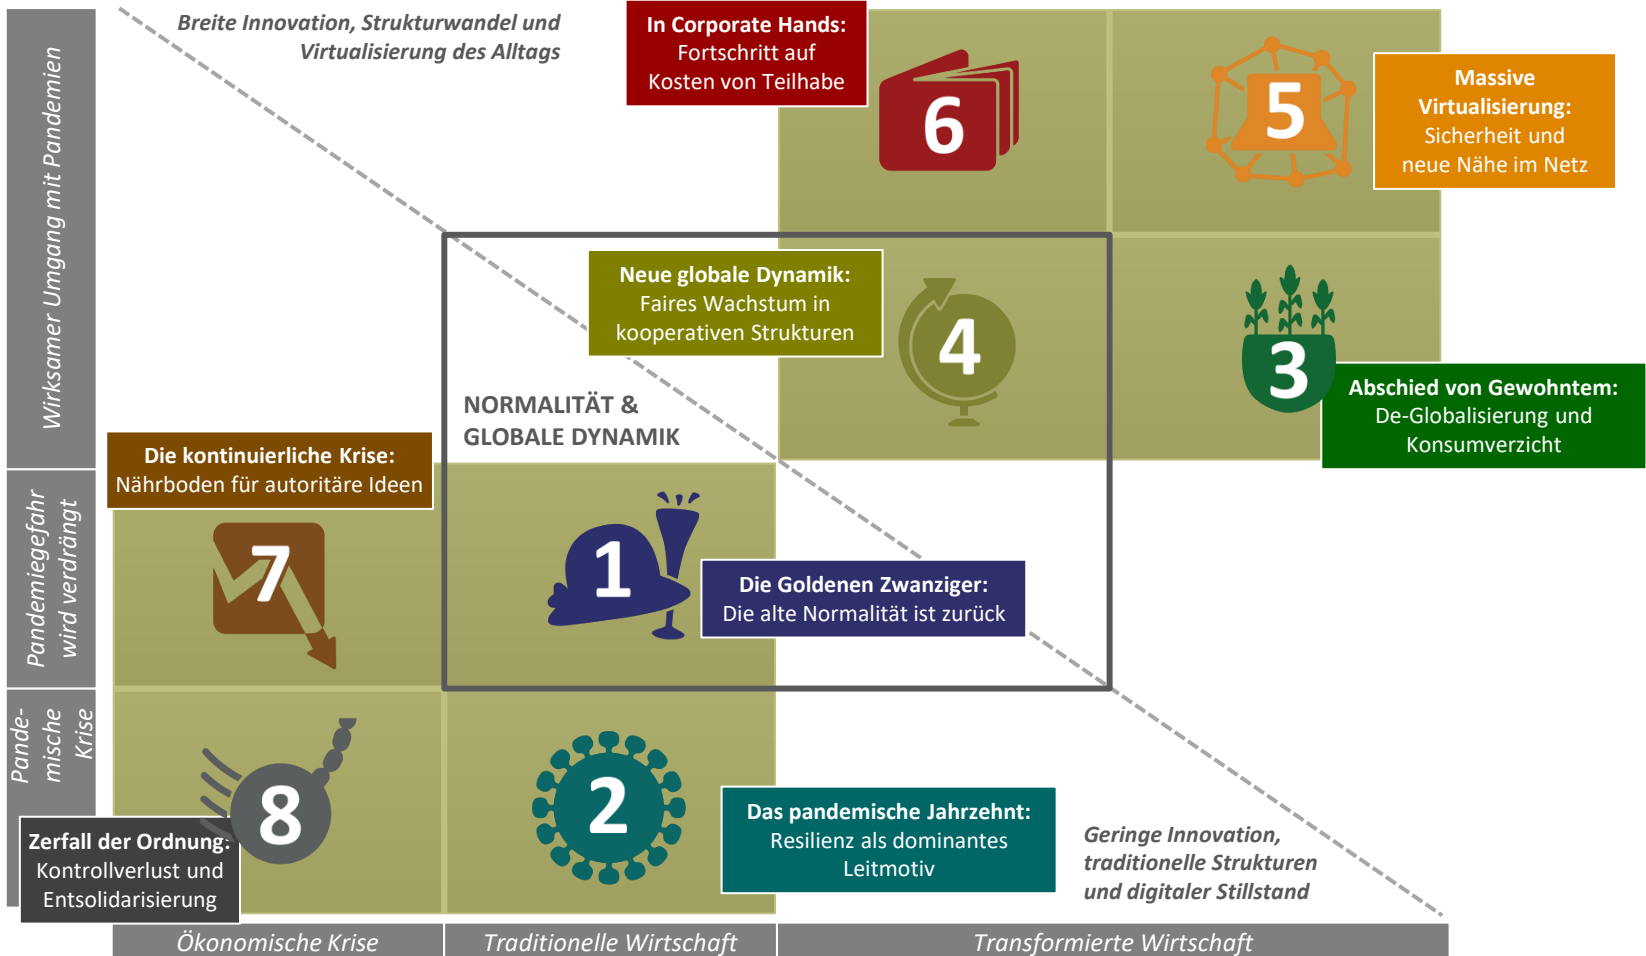 Breite Innovation, Strukturwandel und
Virtualisierung des Alltags
In Corporate Hands:
Fortschritt auf
Kosten von Teilhabe
6
5
Massive
Virtualisierung:
Sicherheit und
neue Nähe im Netz
Wirksamer Umgang mit Pandemien
Neue globale Dynamik:
Faires Wachstum in
kooperativen Strukturen
4
3
Abschied von Gewohntem:
De-Globalisierung und
Konsumverzicht
NORMALITÄT &
GLOBALE DYNAMIK
Die kontinuierliche Krise:
Nährboden für autoritäre Ideen
Pandemiegefahr
wird verdrängt
7
1
Die Goldenen Zwanziger:
Die alte Normalität ist zurück
Pande-
mische
Krise
8
2
Zerfall der Ordnung:
Kontrollverlust und
Entsolidarisierung
Das pandemische Jahrzehnt:
Resilienz als dominantes
Leitmotiv
Geringe Innovation,
traditionelle Strukturen
und digitaler Stillstand
Ökonomische Krise
Traditionelle Wirtschaft
Transformierte Wirtschaft